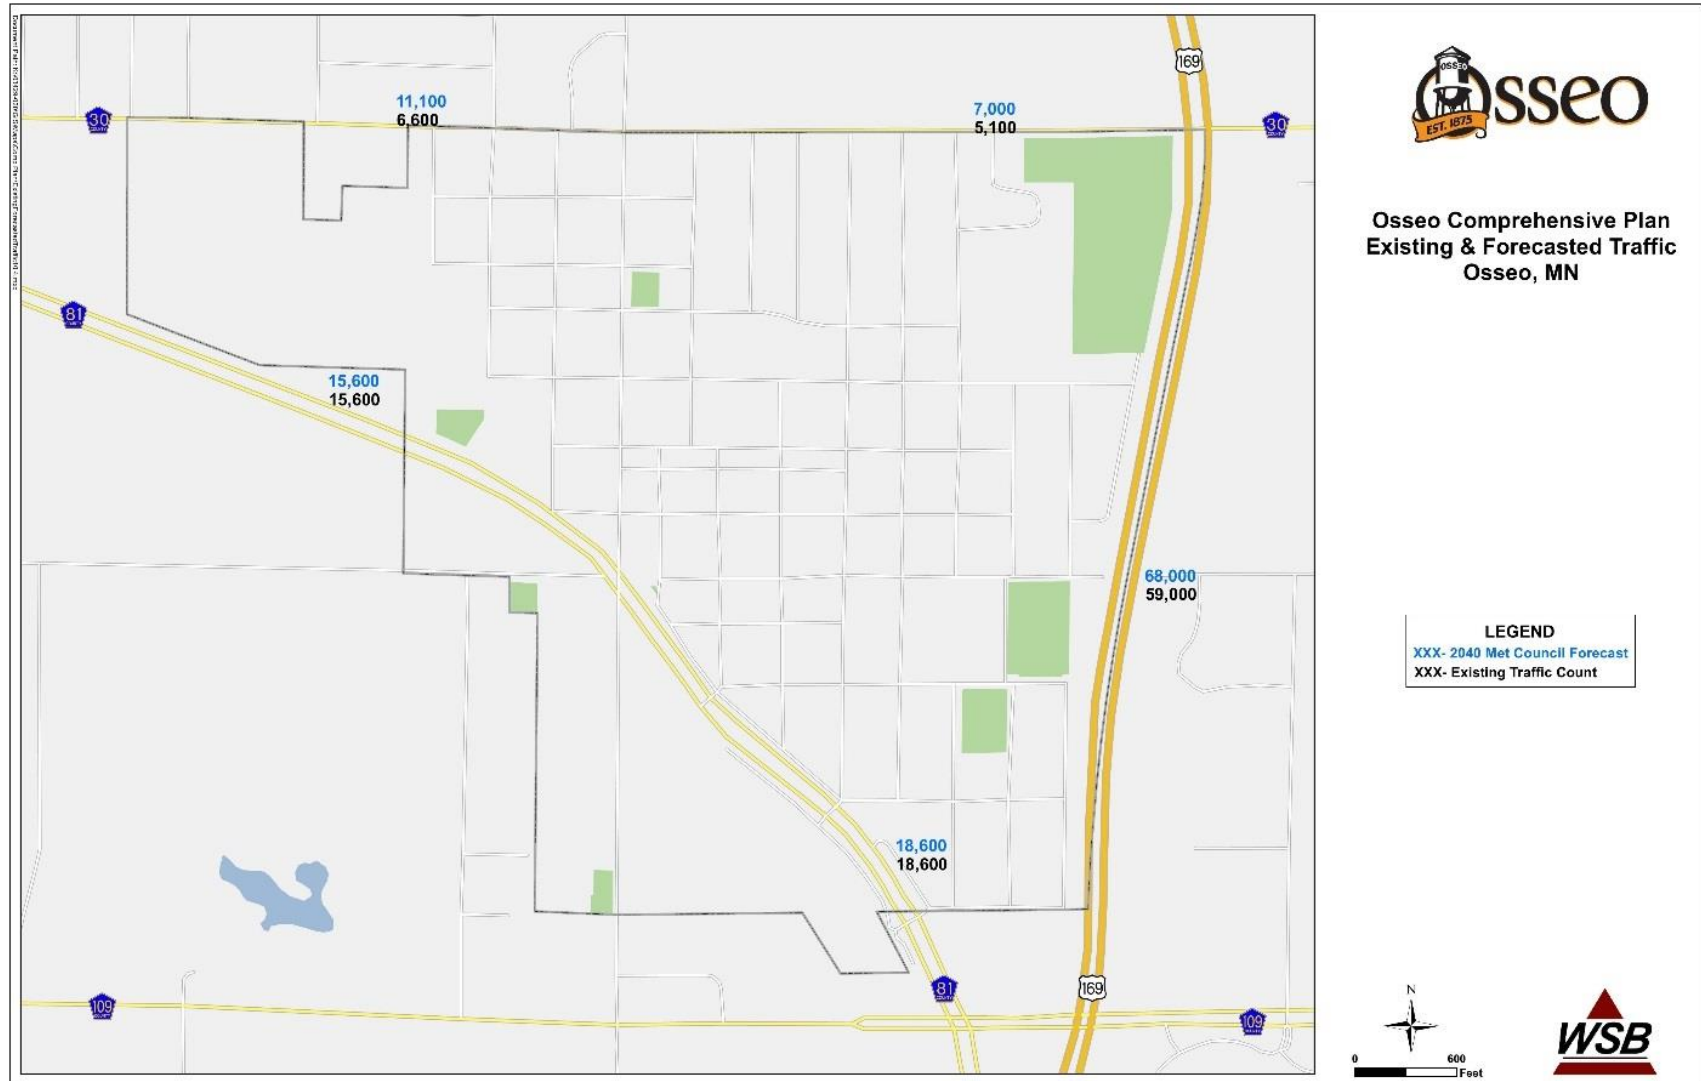 169
30
11,100
6,600
7,000
5,100
30
81
15,600
15,600
68,000
59,000
18,600
18,600
81
169
109
109
OSSEO
Osseo
EST. 1875
Osseo Comprehensive Plan
Existing & Forecasted Traffic
Osseo, MN
LEGEND
XXX- 2040 Met Council Forecast
XXX- Existing Traffic Count
N
0 600
Feet
WSB